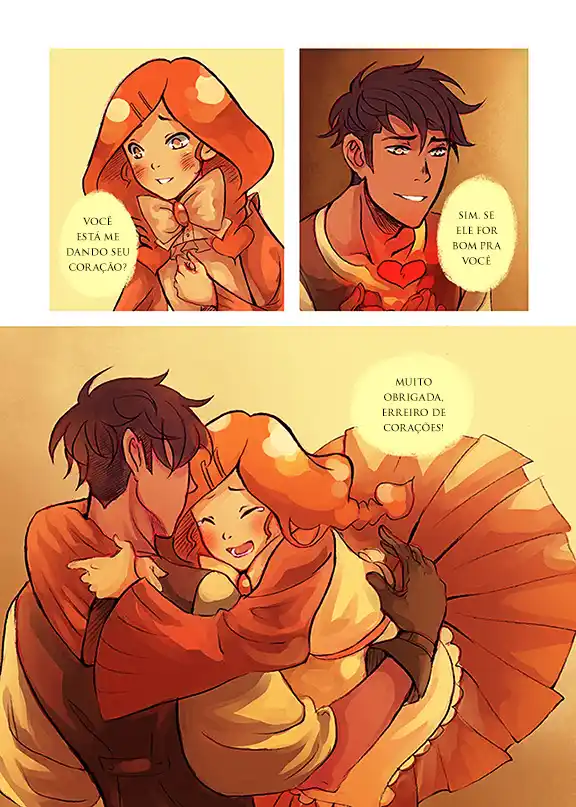 VOCÊ
ESTÁ ME
DANDO SEU
CORAÇÃO?
SIM. SE
ELE FOR
BOM PRA
VOCÊ
MUITO
OBRIGADA,
ERREIRO DE
CORAÇÕES!